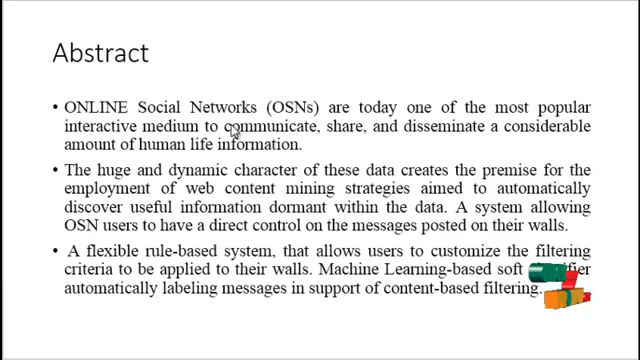 Abstract
• ONLINE Social Networks (OSNs) are today one of the most popular
interactive medium to communicate, share, and disseminate a considerable
amount of human life information.
• The huge and dynamic character of these data creates the premise for the
employment of web content mining strategies aimed to automatically
discover useful information dormant within the data. A system allowing
OSN users to have a direct control on the messages posted on their walls.
• A flexible rule-based system, that allows users to customize the filtering
criteria to be applied to their walls. Machine Learning-based soft
automatically labeling messages in support of content-based filtering.